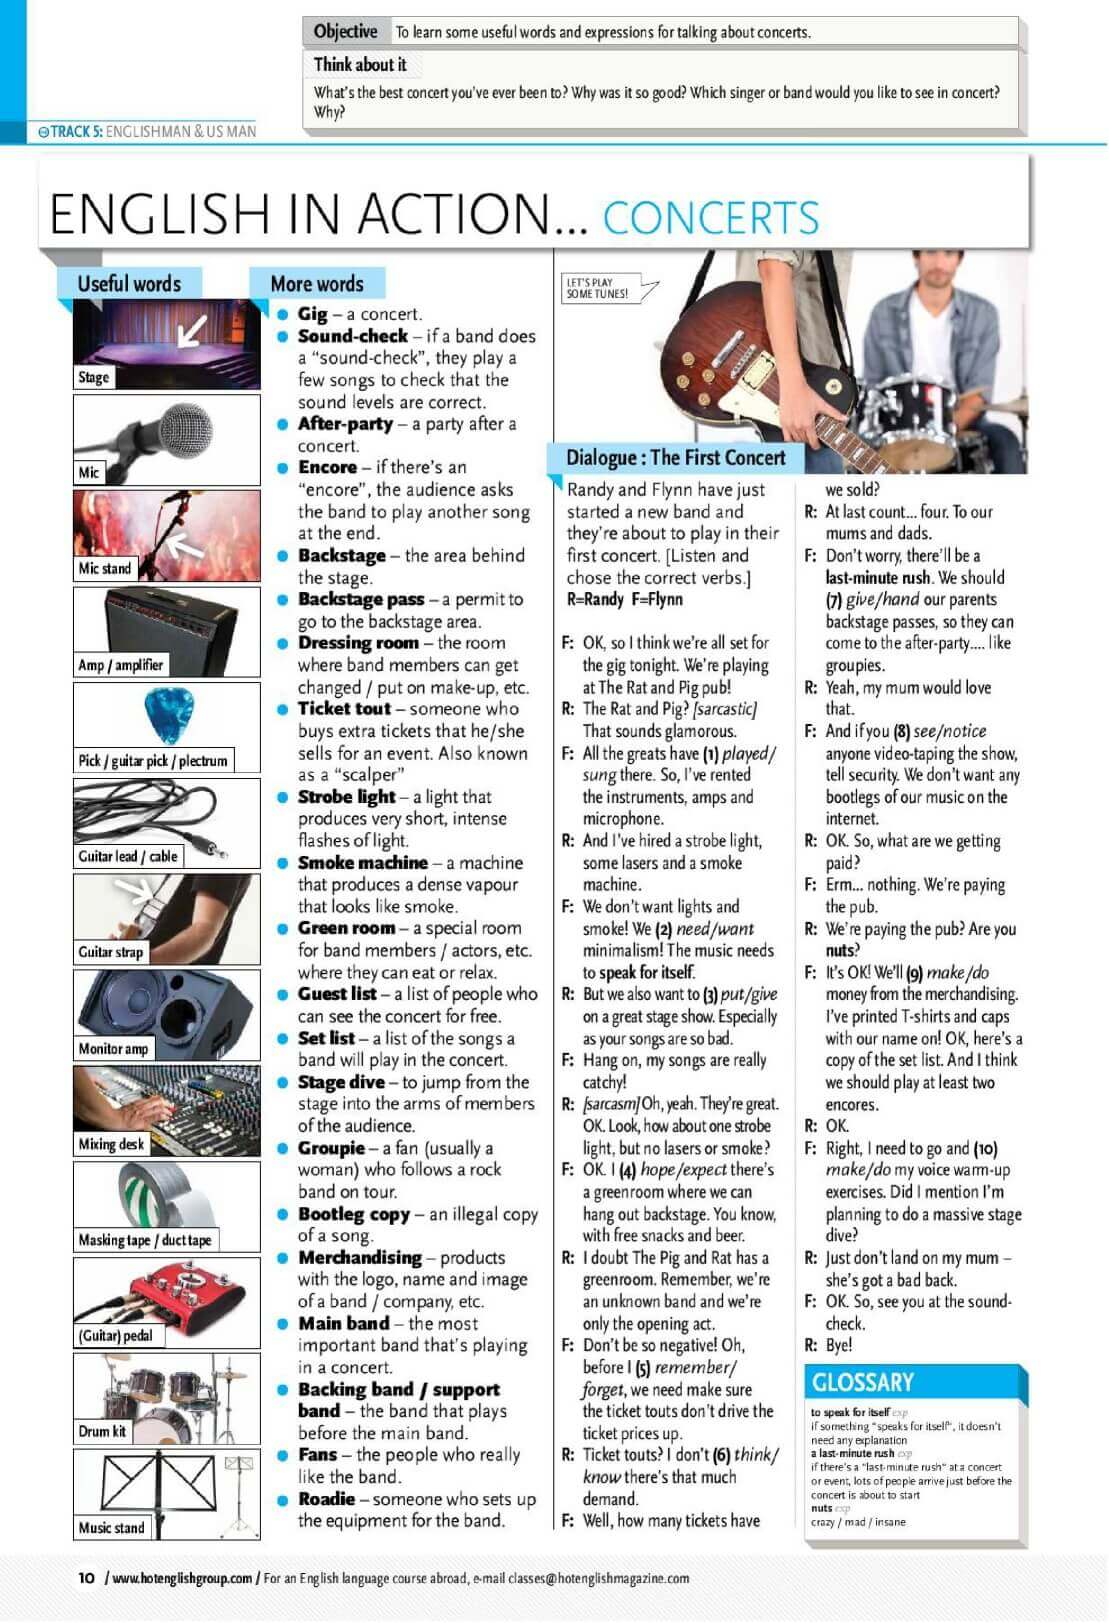 Objective To learn some useful words and expressions for talking about concerts.
Think about it
What's the best concert you've ever been to? Why was it so good? Which singer or band would you like to see in concert?
Why?
TRACK 5: ENGLISHMAN & US MAN
ENGLISH IN ACTION... CONCERTS
Useful words
Stage
Mic
Mic stand
Amp / amplifier
Pick / guitar pick / plectrum
Guitar lead / cable
Guitar strap
Monitor amp
Mixing desk
Masking tape / duct tape
(Guitar) pedal
Drum kit
Music stand
More words
Gig – a concert.
Sound-check – if a band does
a "sound-check", they play a
few songs to check that the
sound levels are correct.
After-party – a party after a
concert.
Encore – if there's an
"encore", the audience asks
the band to play another song
at the end.
Backstage – the area behind
the stage.
Backstage pass – a permit to
go to the backstage area.
Dressing room – the room
where band members can get
changed / put on make-up, etc.
Ticket tout – someone who
buys extra tickets that he/she
sells for an event. Also known
as a "scalper"
Strobe light – a light that
produces very short, intense
flashes of light.
Smoke machine – a machine
that produces a dense vapour
that looks like smoke.
Green room – a special room
for band members / actors, etc.
where they can eat or relax.
Guest list – a list of people who
can see the concert for free.
Set list – a list of the songs a
band will play in the concert.
Stage dive – to jump from the
stage into the arms of members
of the audience.
Groupie – a fan (usually a
woman) who follows a rock
band on tour.
Bootleg copy – an illegal copy
of a song.
Merchandising – products
with the logo, name and image
of a band / company, etc.
Main band – the most
important band that's playing
in a concert.
Backing band / support
band – the band that plays
before the main band.
Fans – the people who really
like the band.
Roadie – someone who sets up
the equipment for the band.
LET'S PLAY
SOME TUNES!
Dialogue : The First Concert
Randy and Flynn have just
started a new band and
they're about to play in their
first concert. [Listen and
chose the correct verbs.]
R=Randy F=Flynn
F: OK, so I think we're all set for
the gig tonight. We're playing
at The Rat and Pig pub!
R: The Rat and Pig? [sarcastic]
That sounds glamorous.
F: All the greats have (1) played/
sung there. So, I've rented
the instruments, amps and
microphone.
R: And I've hired a strobe light,
some lasers and a smoke
machine.
F: We don't want lights and
smoke! We (2) need/want
minimalism! The music needs
to speak for itself.
R: But we also want to (3) put/give
on a great stage show. Especially
as your songs are so bad.
F: Hang on, my songs are really
catchy!
R: [sarcasm] Oh, yeah. They're great.
OK. Look, how about one strobe
light, but no lasers or smoke?
F: OK. I (4) hope/expect there's
a greenroom where we can
hang out backstage. You know,
with free snacks and beer.
R: I doubt The Pig and Rat has a
greenroom. Remember, we're
an unknown band and we're
only the opening act.
F: Don't be so negative! Oh,
before I (5) remember/
forget, we need make sure
the ticket touts don't drive the
ticket prices up.
R: Ticket touts? I don't (6) think/
know there's that much
demand.
F: Well, how many tickets have
we sold?
R: At last count... four. To our
mums and dads.
F: Don't worry, there'll be a
last-minute rush. We should
(7) give/hand our parents
backstage passes, so they can
come to the after-party.... like
groupies.
R: Yeah, my mum would love
that.
F: And if you (8) see/notice
anyone video-taping the show,
tell security. We don't want any
bootlegs of our music on the
internet.
R: OK. So, what are we getting
paid?
F: Erm... nothing. We're paying
the pub.
R: We're paying the pub? Are you
nuts?
F: It's OK! We'll (9) make/do
money from the merchandising.
I've printed T-shirts and caps
with our name on! OK, here's a
copy of the set list. And I think
we should play at least two
encores.
R: OK.
F: Right, I need to go and (10)
make/do my voice warm-up
exercises. Did I mention I'm
planning to do a massive stage
dive?
R: Just don't land on my mum –
she's got a bad back.
F: OK. So, see you at the sound-
check.
R: Bye!
GLOSSARY
to speak for itself exp
if something "speaks for itself", it doesn't
need any explanation
a last-minute rush exp
if there's a "last-minute rush" at a concert
or event, lots of people arrive just before the
concert is about to start
nuts exp
crazy / mad / insane
10 / www.hotenglishgroup.com / For an English language course abroad, e-mail classes@hotenglishmagazine.com